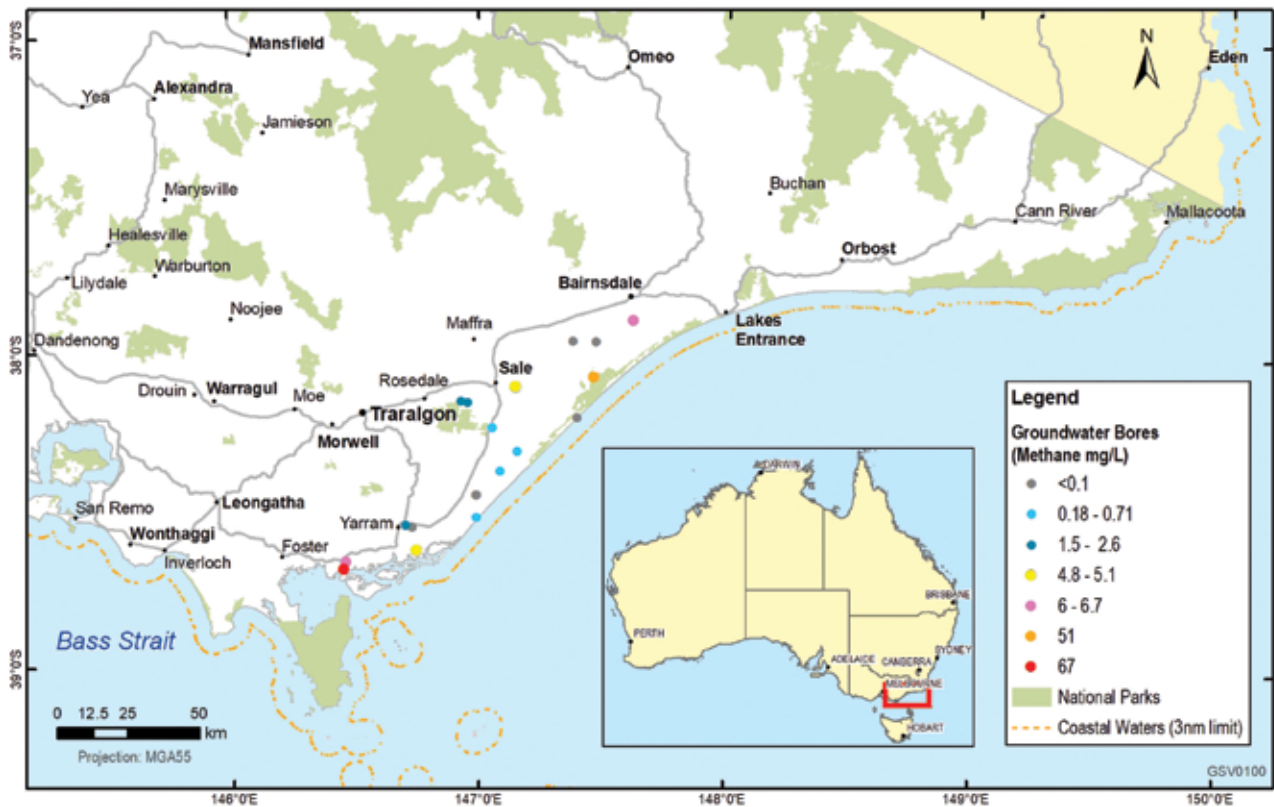 37°0'S
38°0'S
39°0'S
Mansfield
Omeo
Eden
N
Yea
Alexandra
Jamieson
Marysville
Buchan
Cann River
Mallacoota
Healesville
Warburton
Orbost
Lilydale
Bairnsdale
Noojee
Lakes
Entrance
Maffra
Dandenong
Sale
Rosedale
Drouin
Warragul
Moe
Traralgon
Morwell
San Remo
Leongatha
Yarram
Wonthaggi
Foster
Inverloch
Bass Strait
0 12.5 25 50
km
Projection: MGA55
DARWIN
BRISBANE
PERTH
ADELAIDE
SYDNEY
CANBERRA
MELBOURNE
HOBART
Legend
Groundwater Bores
(Methane mg/L)
<0.1
0.18 - 0.71
1.5 - 2.6
4.8 - 5.1
6 - 6.7
51
67
National Parks
Coastal Waters (3nm limit)
GSV0100
146°0'E
147°0'E
148°0'E
149°0'E
150°0'E